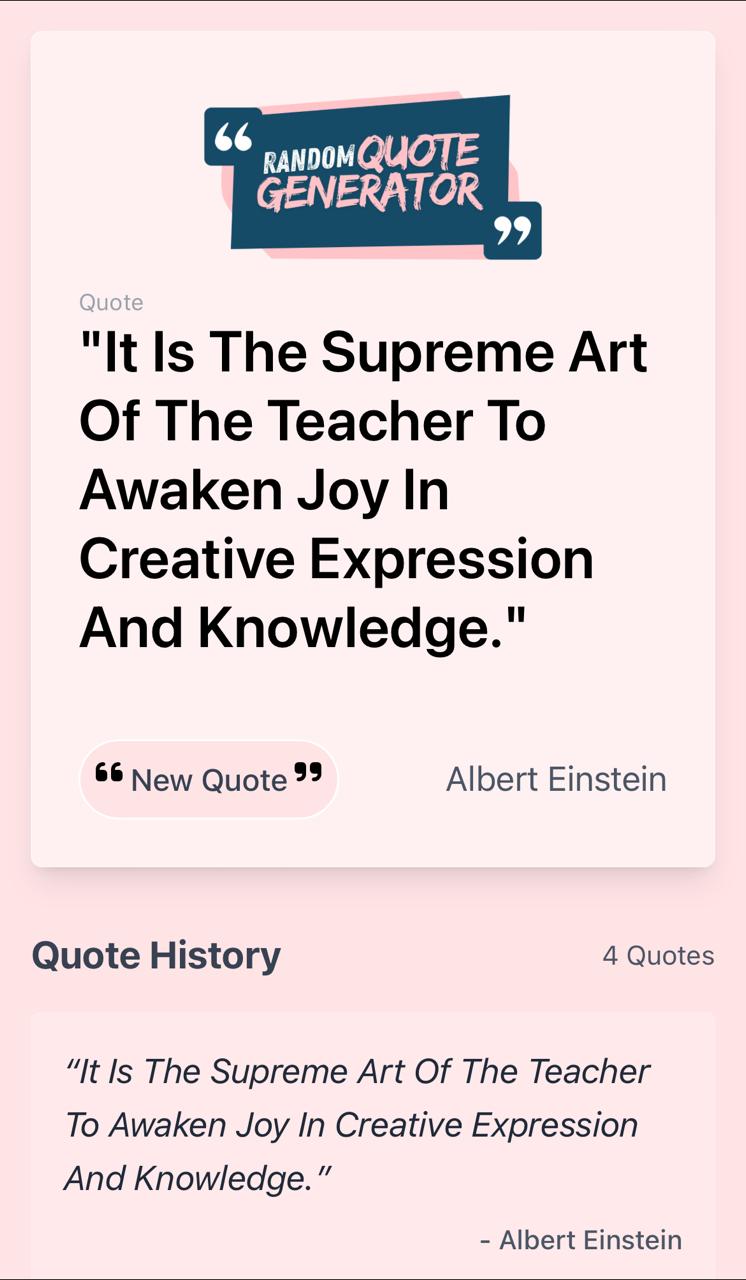 “
RANDOM QUOTE
GENERATOR
”
Quote
"It Is The Supreme Art
Of The Teacher To
Awaken Joy In
Creative Expression
And Knowledge."
“ New Quote ”
Albert Einstein
Quote History
4 Quotes
“It Is The Supreme Art Of The Teacher
To Awaken Joy In Creative Expression
And Knowledge.”
- Albert Einstein